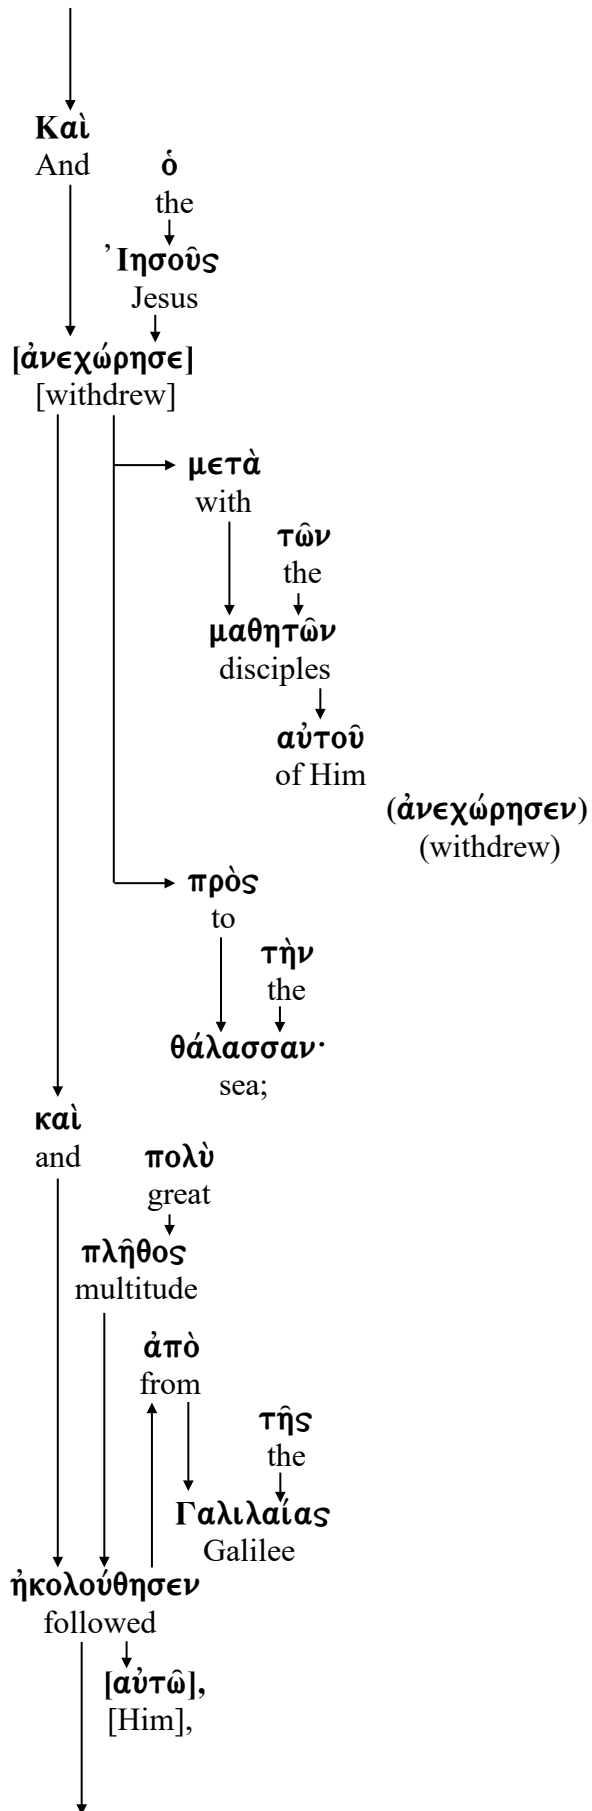 Καὶ
And
ὁ
the
Ἰησοῦς
Jesus
[ἀνεχώρησε]
[withdrew]
μετὰ
with
τῶν
the
μαθητῶν
disciples
αὐτοῦ
of Him
(ἀνεχώρησεν)
(withdrew)
πρὸς
to
τὴν
the
θάλασσαν·
sea;
καὶ
and
πολὺ
great
πλῆθος
multitude
ἀπὸ
from
τῆς
the
Γαλιλαίας
Galilee
ἠκολούθησεν
followed
[αὐτῶ],
[Him],